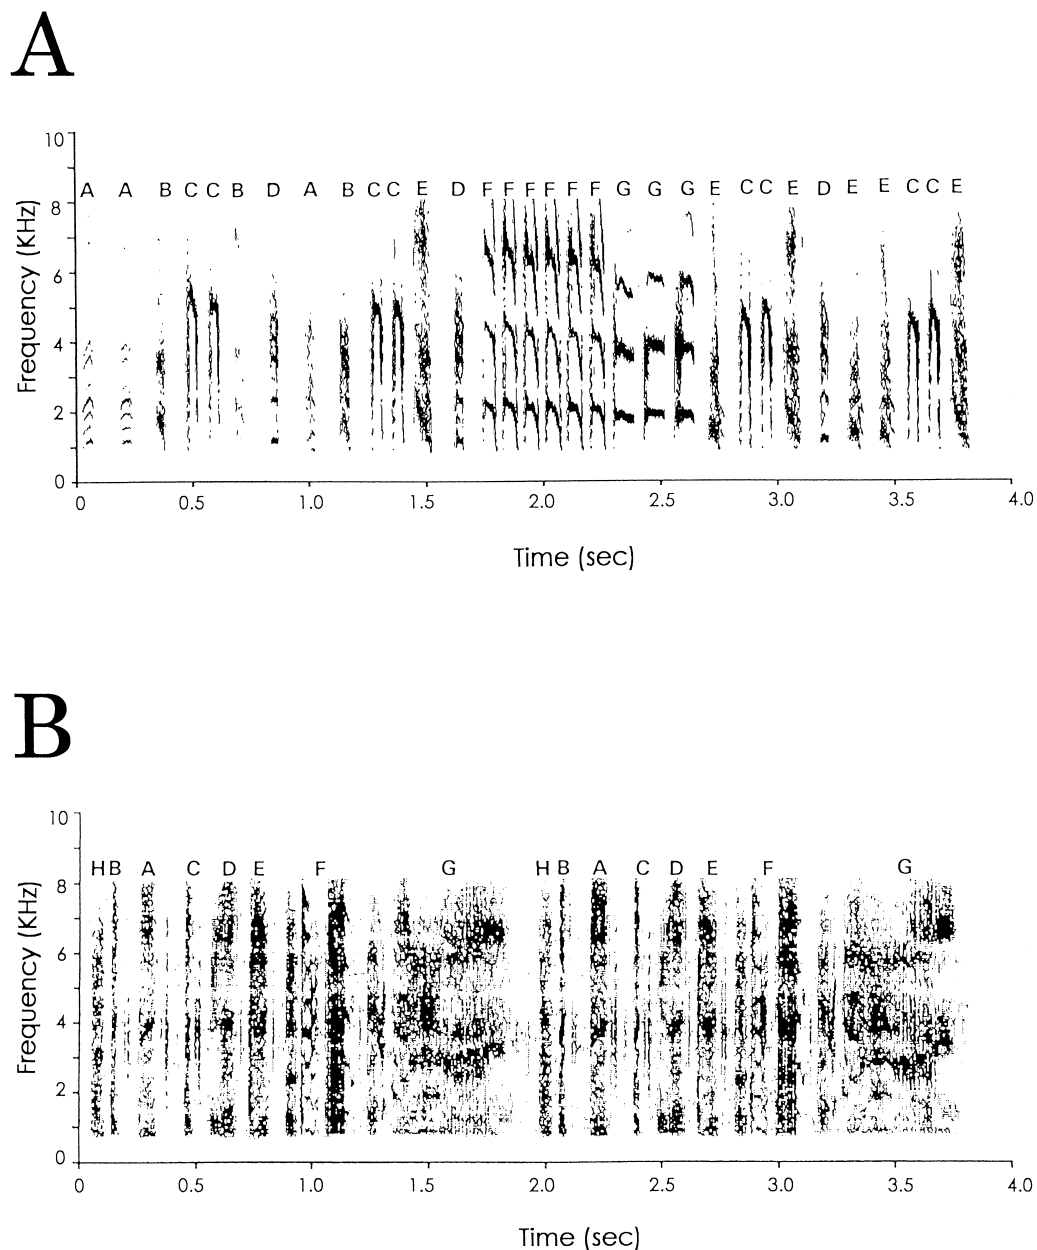 A
10
A A B C C B D A B C C E D F F F F F F G G G E C C E D E E C C E
8
6
4
2
0
Frequency (KHz)
0 0.5 1.0 1.5 2.0 2.5 3.0 3.5 4.0
Time (sec)
B
10
H B A C D E F G H B A C D E F G
8
6
4
2
0
Frequency (KHz)
0 0.5 1.0 1.5 2.0 2.5 3.0 3.5 4.0
Time (sec)